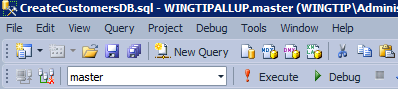 CreateCustomersDB.sql - WINGTIPALLUP.master (WINGTIP\Adminis
File Edit View Query Project Debug Tools Window Help
New Query
master Execute Debug